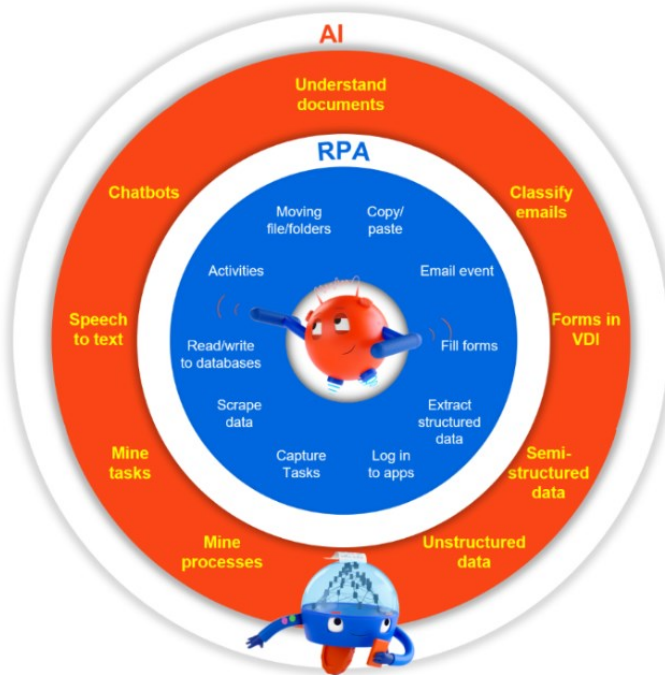 AI
Understand
documents
Chatbots
Classify
emails
Speech
to text
Forms in
VDI
Mine
tasks
Semi-
structured
data
Mine
processes
Unstructured
data
RPA
Moving
file/folders
Copy/
paste
Activities
Email event
Read/write
to databases
Fill forms
Scrape
data
Extract
structured
data
Capture
Tasks
Log in
to apps